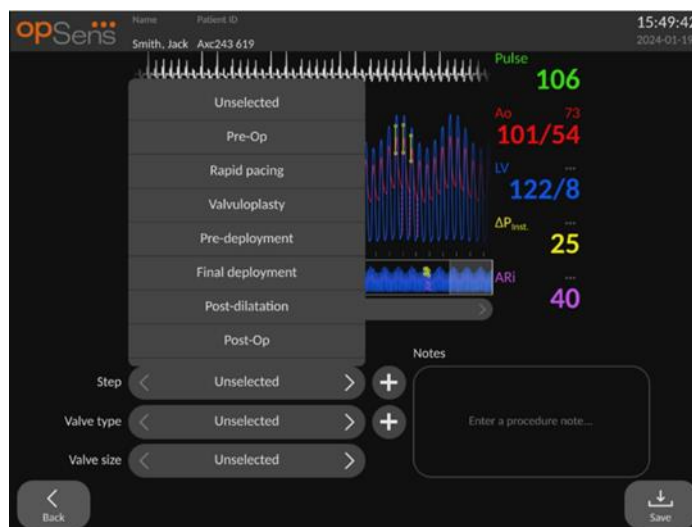 opSens
Name
Patient ID
Smith, Jack
Axc243 619
15:49:42
2024-01-19
Pulse
106
Ao
73
101/54
LV
---
122/8
ΔPInst.
---
25
ARi
---
40
Unselected
Pre-Op
Rapid pacing
Valvuloplasty
Pre-deployment
Final deployment
Post-dilatation
Post-Op
Notes
Step
Unselected
Valve type
Unselected
Valve size
Unselected
Enter a procedure note...
Back
Save